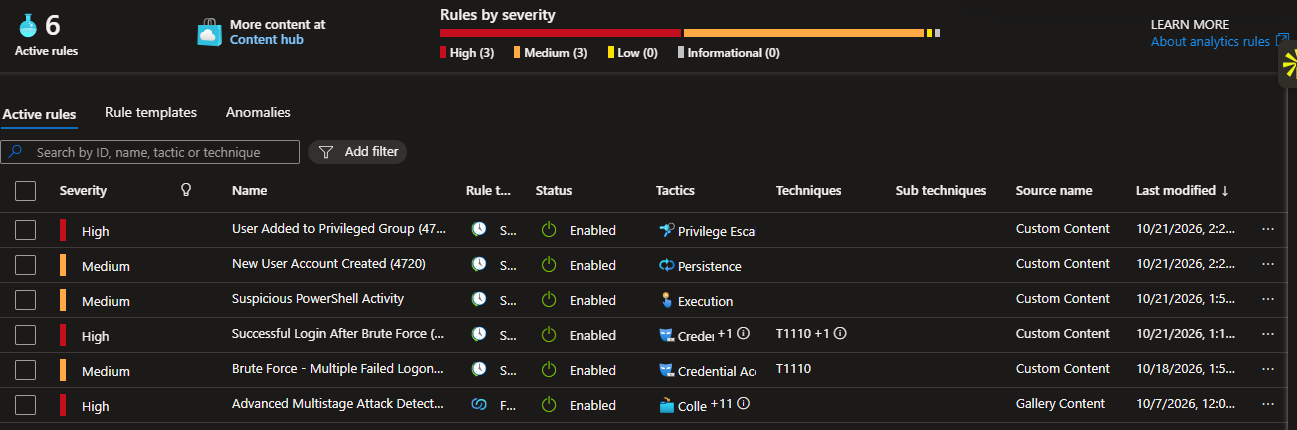 6
Active rules
More content at
Content hub
Rules by severity
High (3) Medium (3) Low (0) Informational (0)
LEARN MORE
About analytics rules
Active rules Rule templates Anomalies
Search by ID, name, tactic or technique Add filter
Severity Name Rule t... Status Tactics Techniques Sub techniques Source name Last modified ↓
High User Added to Privileged Group (47... S... Enabled Privilege Esca Custom Content 10/21/2026, 2:2... ...
Medium New User Account Created (4720) S... Enabled Persistence Custom Content 10/21/2026, 2:2... ...
Medium Suspicious PowerShell Activity S... Enabled Execution Custom Content 10/21/2026, 1:5... ...
High Successful Login After Brute Force (... S... Enabled Creder +1 T1110 +1 Custom Content 10/21/2026, 1:1... ...
Medium Brute Force - Multiple Failed Logon... S... Enabled Credential Acc T1110 Custom Content 10/18/2026, 1:5... ...
High Advanced Multistage Attack Detect... F... Enabled Colle +11 Gallery Content 10/7/2026, 12:0... ...